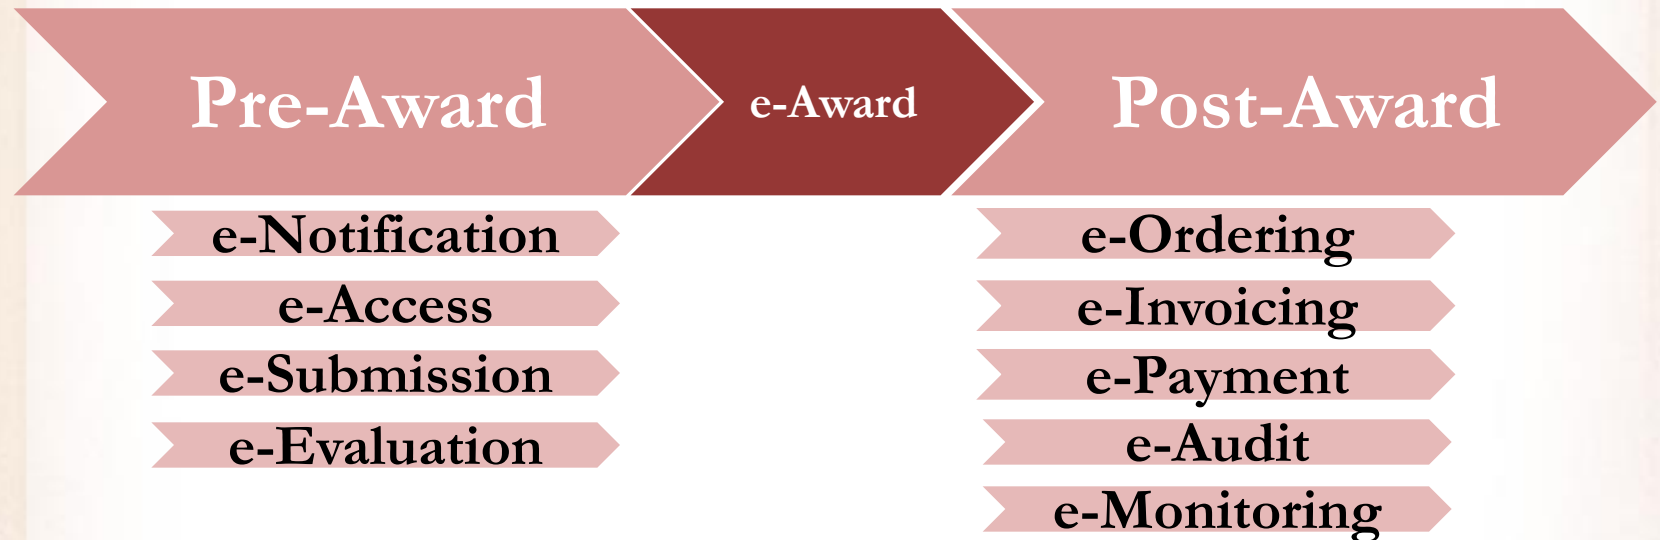 Pre-Award
e-Award
Post-Award
e-Notification
e-Access
e-Submission
e-Evaluation
e-Ordering
e-Invoicing
e-Payment
e-Audit
e-Monitoring